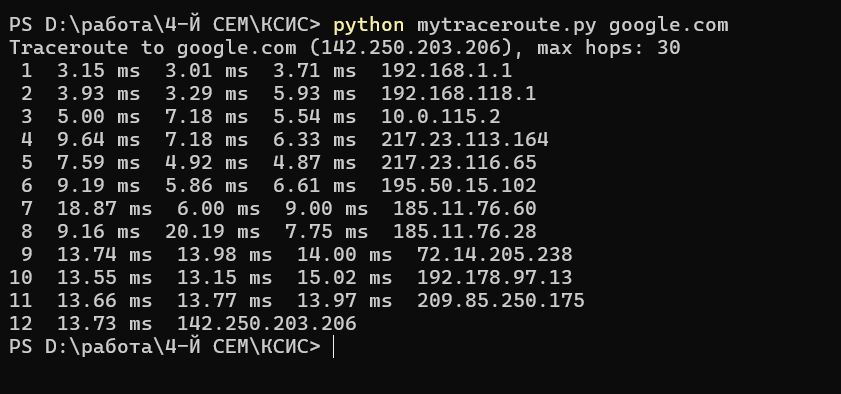 PS D:\работа\4-Й СЕМ\КСИС> python mytraceroute.py google.com
Traceroute to google.com (142.250.203.206), max hops: 30
 1  3.15 ms  3.01 ms  3.71 ms  192.168.1.1
 2  3.93 ms  3.29 ms  5.93 ms  192.168.118.1
 3  5.00 ms  7.18 ms  5.54 ms  10.0.115.2
 4  9.64 ms  7.18 ms  6.33 ms  217.23.113.164
 5  7.59 ms  4.92 ms  4.87 ms  217.23.116.65
 6  9.19 ms  5.86 ms  6.61 ms  195.50.15.102
 7  18.87 ms  6.00 ms  9.00 ms  185.11.76.60
 8  9.16 ms  20.19 ms  7.75 ms  185.11.76.28
 9  13.74 ms  13.98 ms  14.00 ms  72.14.205.238
10  13.55 ms  13.15 ms  15.02 ms  192.178.97.13
11  13.66 ms  13.77 ms  13.97 ms  209.85.250.175
12  13.73 ms  142.250.203.206
PS D:\работа\4-Й СЕМ\КСИС>